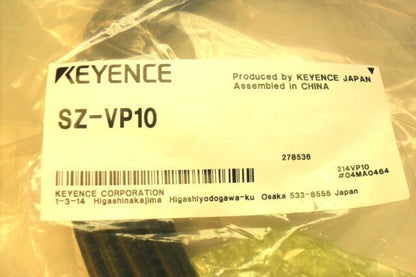 KEYENCE
Produced by KEYENCE JAPAN
Assembled in CHINA
SZ-VP10
278536
214VP10
#04MA0464
KEYENCE CORPORATION
1-3-14 Higashinakajima Higashiyodogawa-ku Osaka 533-8555 Japan